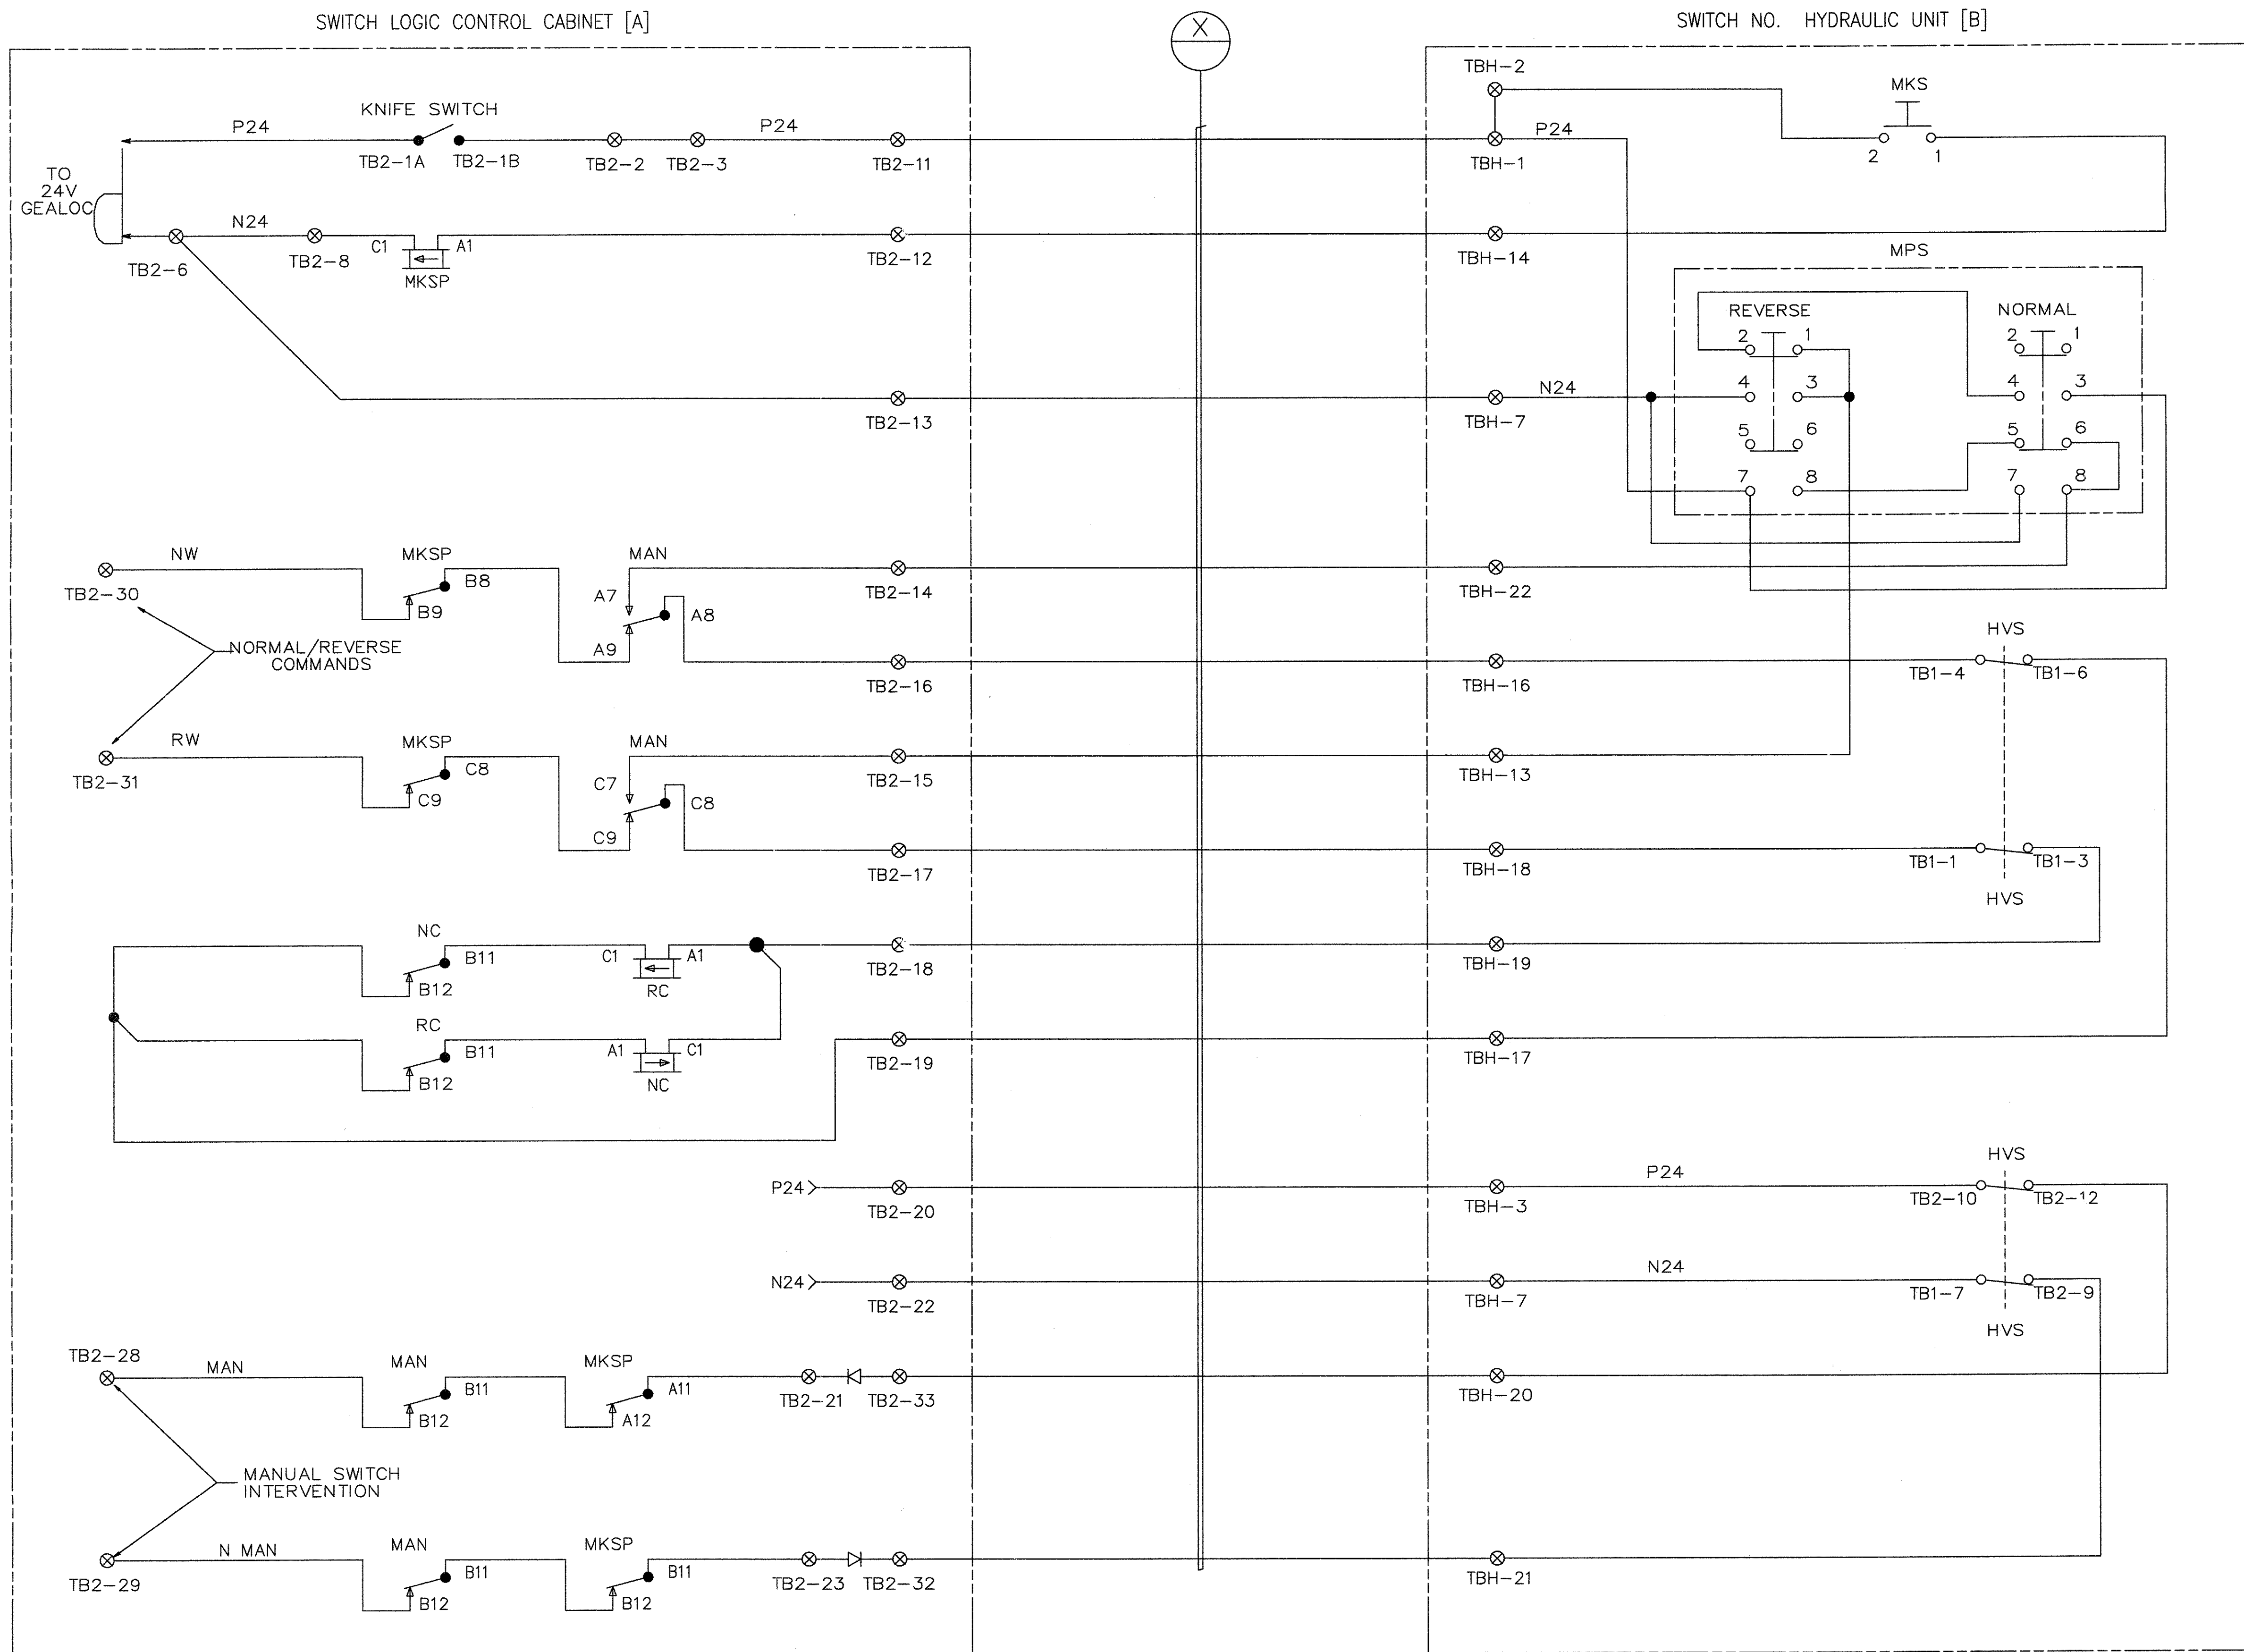 SWITCH LOGIC CONTROL CABINET [A]
X
SWITCH NO. HYDRAULIC UNIT [B]
TBH-2
MKS
KNIFE SWITCH
P24
P24
P24
TB2-1A
TB2-1B
TB2-2
TB2-3
TB2-11
TBH-1
2
1
TO
24V
GEALOC
N24
C1
A1
TB2-6
TB2-8
MKSP
TB2-12
TBH-14
MPS
REVERSE
NORMAL
2
1
2
1
N24
4
3
4
3
TB2-13
TBH-7
5
6
5
6
7
8
7
8
NW
MKSP
MAN
B8
TB2-30
B9
A7
TB2-14
TBH-22
A8
NORMAL/REVERSE
COMMANDS
A9
HVS
TB2-16
TBH-16
TB1-4
TB1-6
RW
MKSP
MAN
C8
TB2-31
C9
C7
TB2-15
TBH-13
C8
C9
TB2-17
TBH-18
TB1-1
TB1-3
HVS
NC
B11
C1
A1
B12
RC
TB2-18
TBH-19
RC
B11
A1
C1
B12
NC
TB2-19
TBH-17
HVS
P24
P24
TB2-20
TBH-3
TB2-10
TB2-12
N24
N24
TB2-22
TBH-7
TB1-7
TB2-9
HVS
TB2-28
MAN
MAN
MKSP
B11
A11
B12
A12
TB2-21
TB2-33
TBH-20
MANUAL SWITCH
INTERVENTION
N MAN
MAN
MKSP
B11
B11
TB2-29
B12
B12
TB2-23
TB2-32
TBH-21